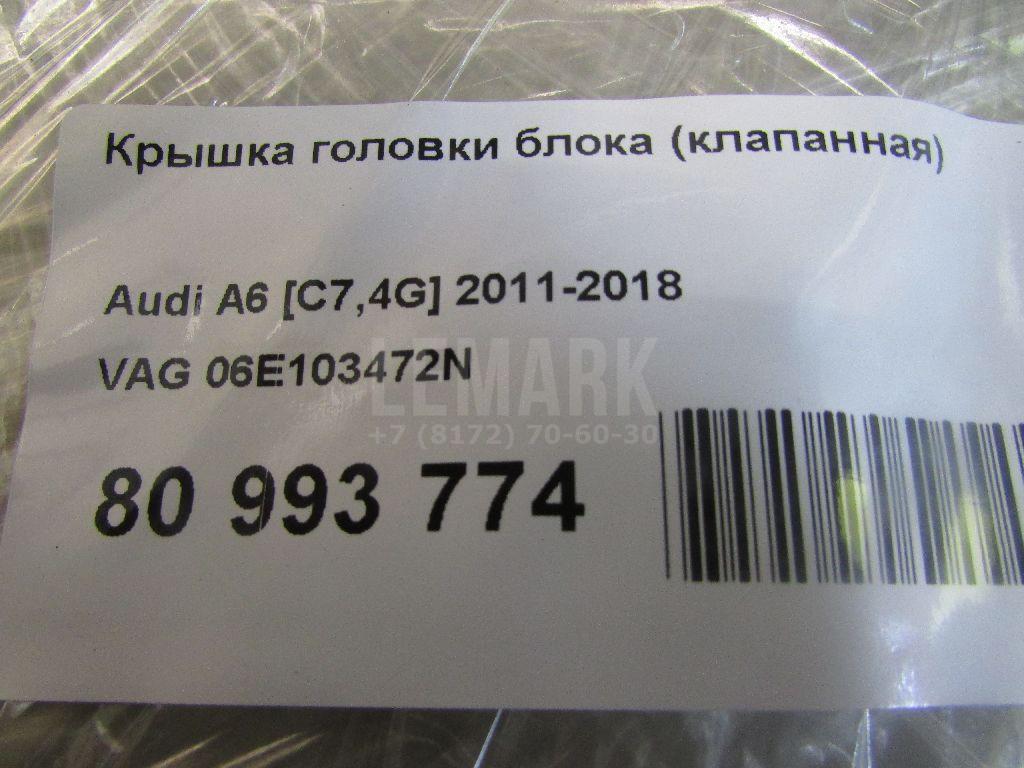 Крышка головки блока (клапанная)
Audi A6 [C7,4G] 2011-2018
VAG 06E103472N
LEMARK
+7 (8172) 70-60-30
80 993 774